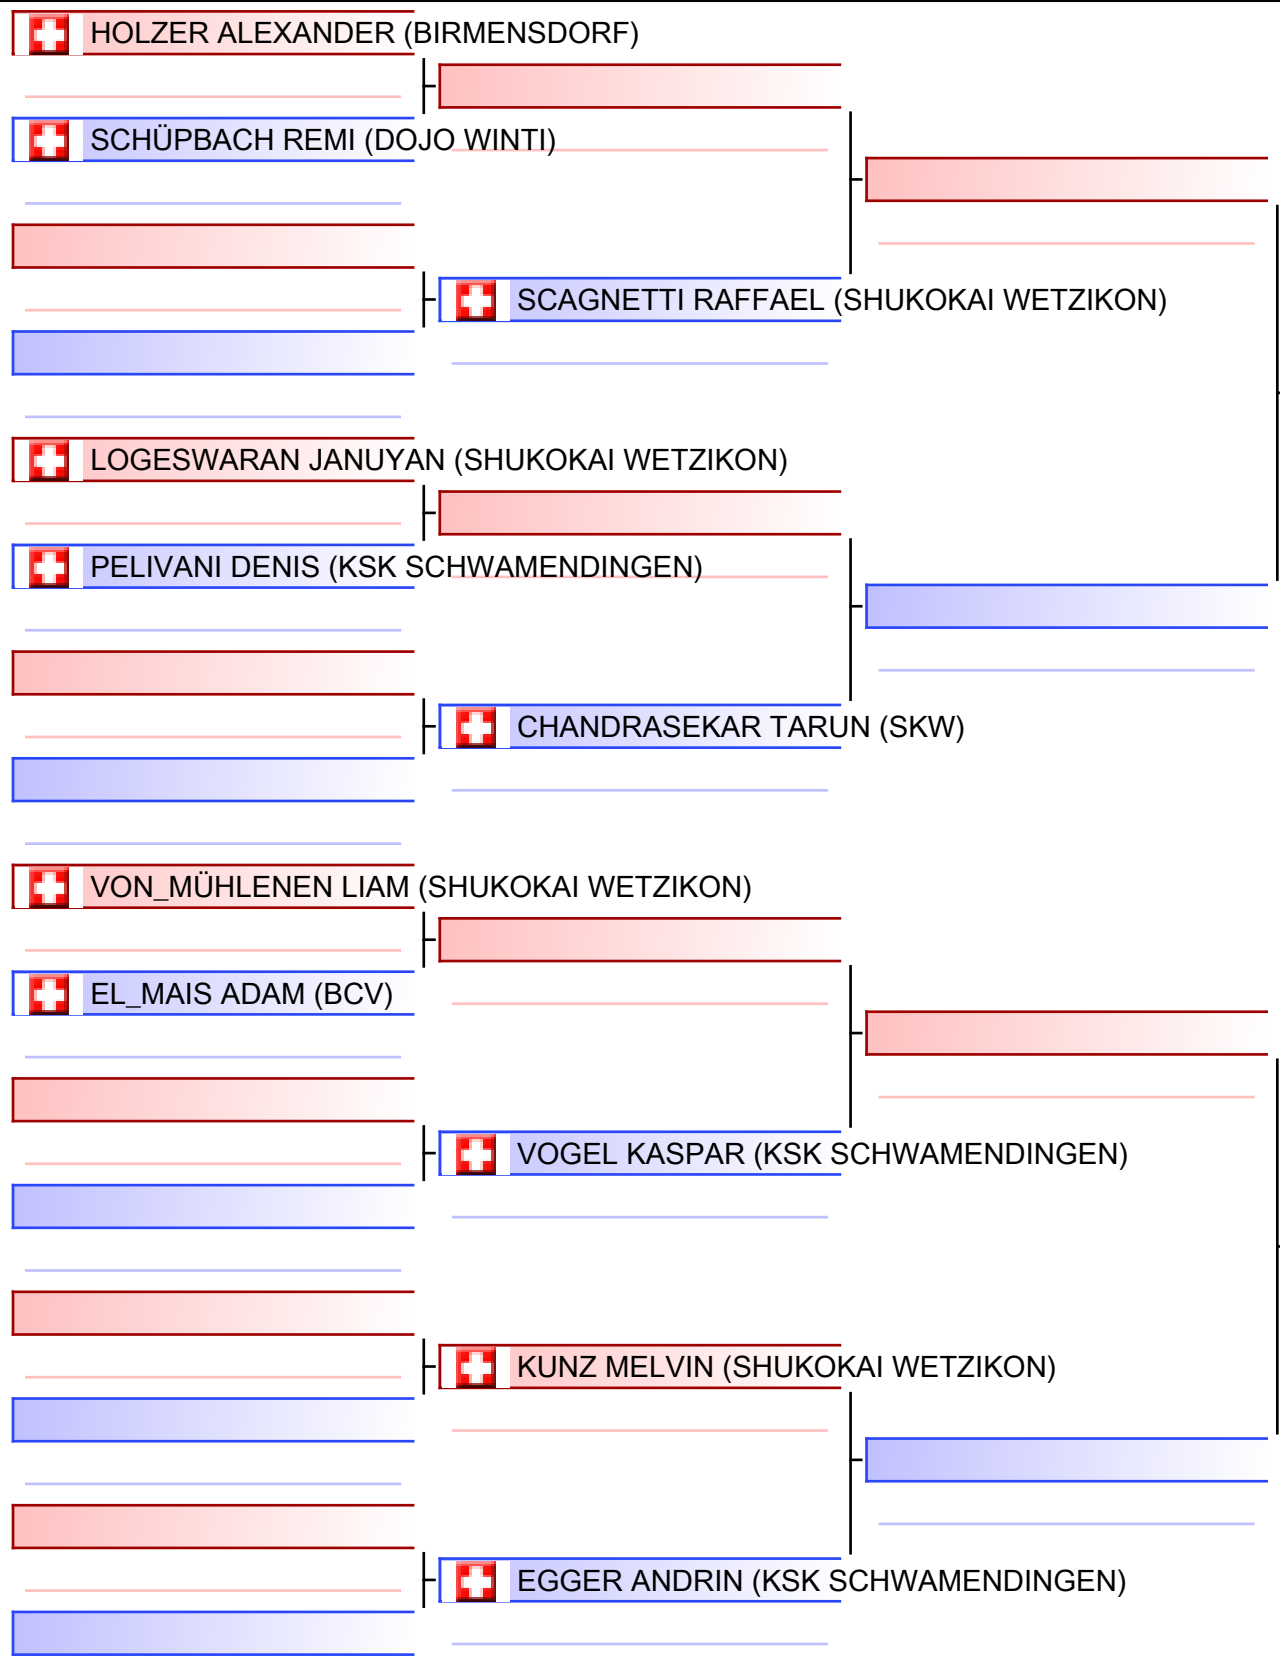 HOLZER ALEXANDER (BIRMENSDORF)
SCHÜPBACH REMI (DOJO WINTI)
SCAGNETTI RAFFAEL (SHUKOKAI WETZIKON)
LOGESWARAN JANUYAN (SHUKOKAI WETZIKON)
PELIVANI DENIS (KSK SCHWAMENDINGEN)
CHANDRASEKAR TARUN (SKW)
VON_MÜHLENEN LIAM (SHUKOKAI WETZIKON)
EL_MAIS ADAM (BCV)
VOGEL KASPAR (KSK SCHWAMENDINGEN)
KUNZ MELVIN (SHUKOKAI WETZIKON)
EGGER ANDRIN (KSK SCHWAMENDINGEN)